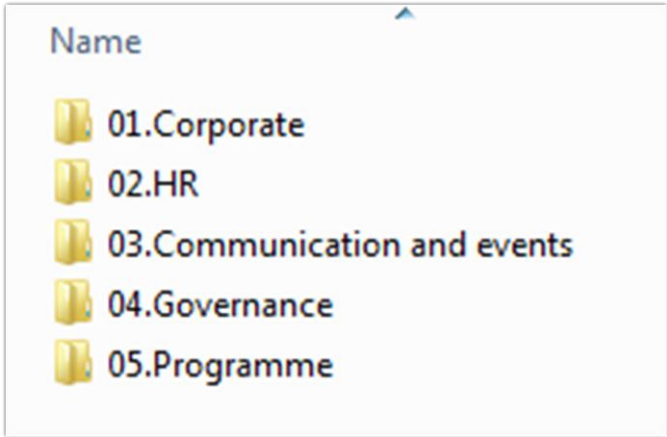 Name
01.Corporate
02.HR
03.Communication and events
04.Governance
05.Programme